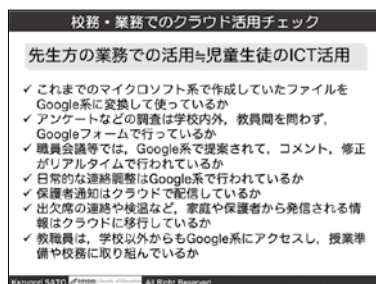 校務・業務でのクラウド活用チェック
先生方の業務での活用≒児童生徒のICT活用
✓ これまでのマイクロソフト系で作成していたファイルを
Google系に変換して使っているか
✓ アンケートなどの調査は学校内外，教員間を問わず，
Googleフォームで行っているか
✓ 職員会議等では，Google系で提案されて，コメント，修正
がリアルタイムで行われているか
✓ 日常的な連絡調整はGoogle系で行われているか
✓ 保護者通知はクラウドで配信しているか
✓ 出欠席の連絡や検温など，家庭や保護者から発信される情
報はクラウドに移行しているか
✓ 教職員は，学校以外からもGoogle系にアクセスし，授業準
備や校務に取り組んでいるか
Kazunori SATO All Right Reserved